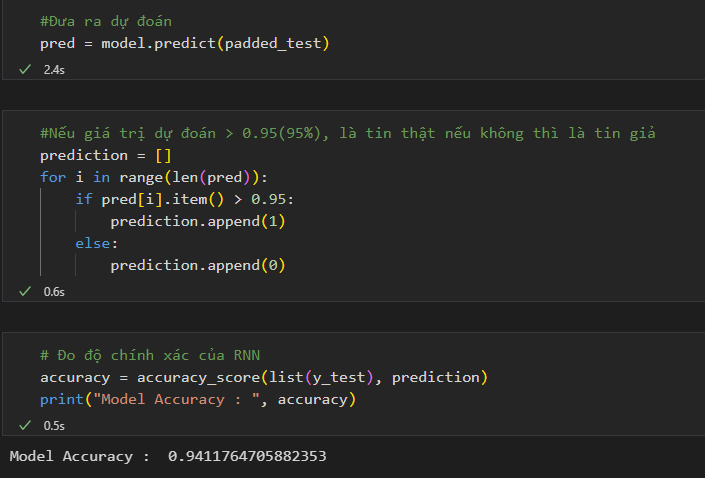 #Đưa ra dự đoán
pred = model.predict(padded_test)
2.4s
#Nếu giá trị dự đoán > 0.95(95%), là tin thật nếu không thì là tin giả
prediction = []
for i in range(len(pred)):
    if pred[i].item() > 0.95:
        prediction.append(1)
    else:
        prediction.append(0)
0.6s
# Đo độ chính xác của RNN
accuracy = accuracy_score(list(y_test), prediction)
print("Model Accuracy : ", accuracy)
0.5s
Model Accuracy :  0.9411764705882353